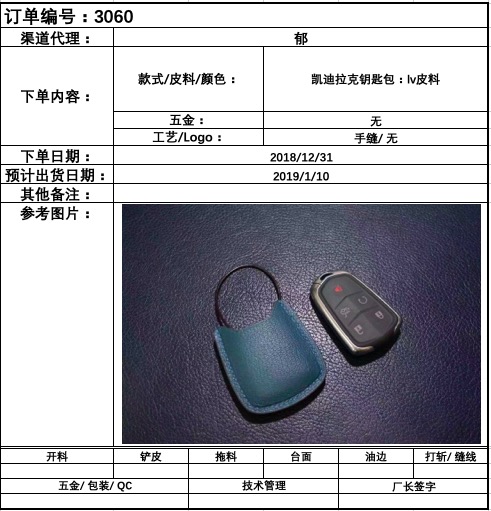 订单编号：3060
渠道代理： 郁
下单内容： 款式/皮料/颜色： 凯迪拉克钥匙包：lv皮料
五金： 无
工艺/Logo： 手缝/ 无
下单日期： 2018/12/31
预计出货日期： 2019/1/10
其他备注：
参考图片：
开料 铲皮 拖料 台面 油边 打斩/ 缝线
五金/ 包装/ QC 技术管理 厂长签字